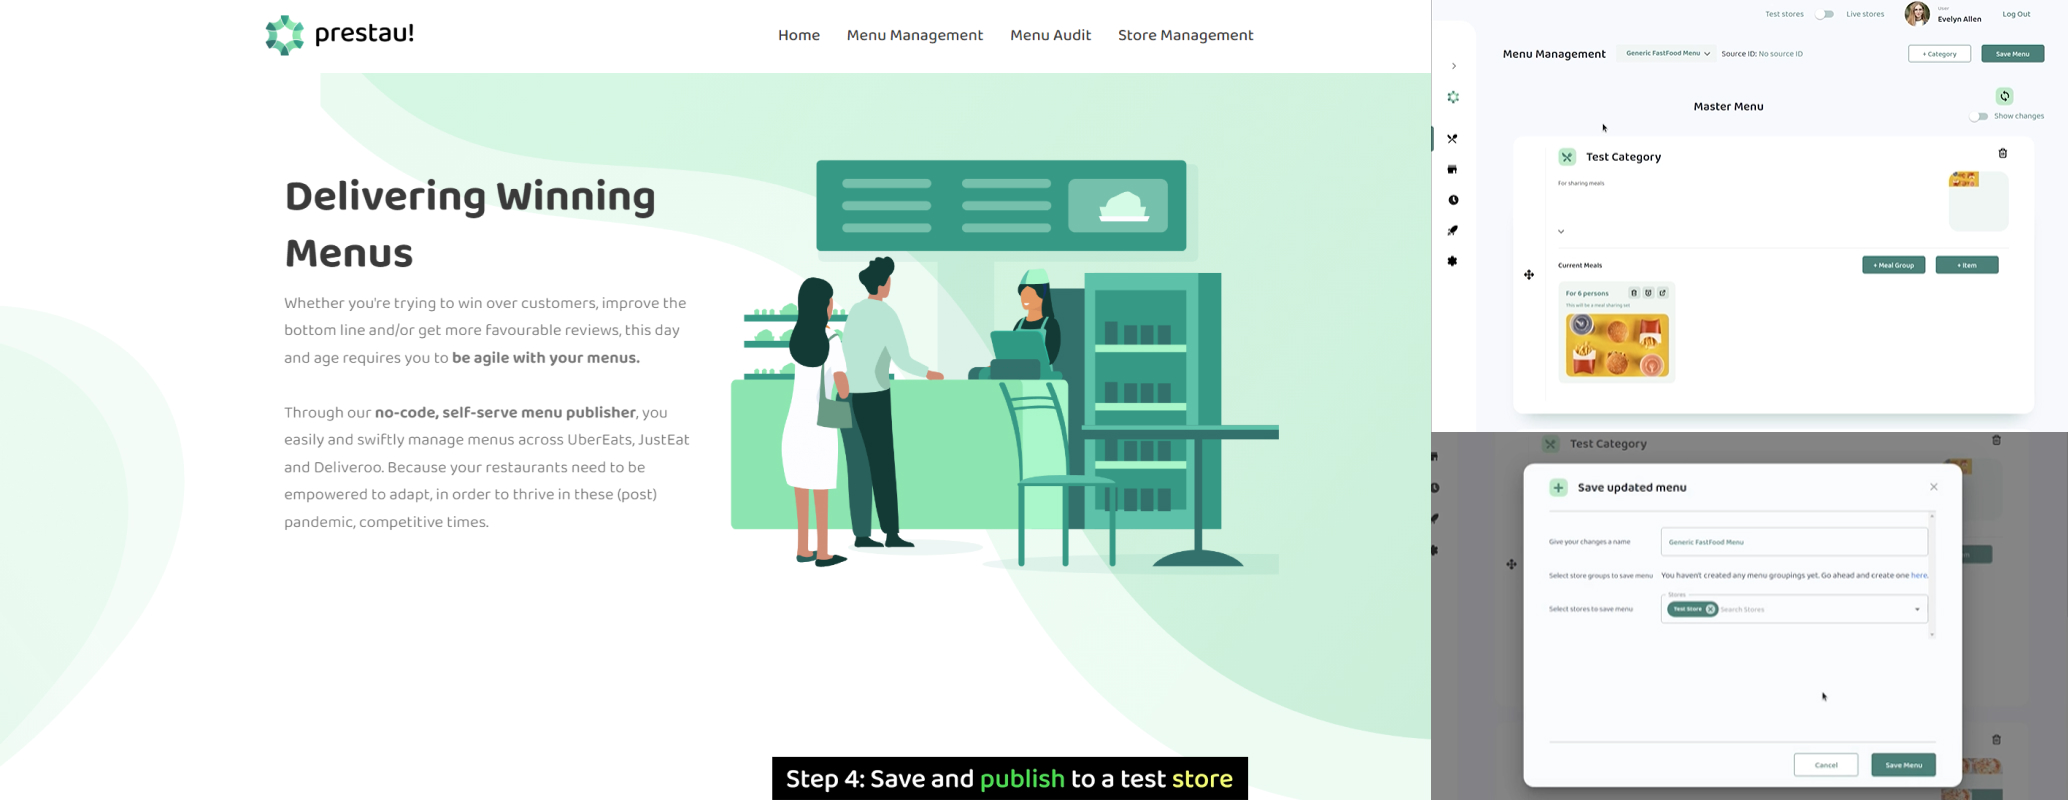 prestau!
Home Menu Management Menu Audit Store Management
Delivering Winning
Menus
Whether you're trying to win over customers, improve the
bottom line and/or get more favourable reviews, this day
and age requires you to be agile with your menus.
Through our no-code, self-serve menu publisher, you
easily and swiftly manage menus across UberEats, JustEat
and Deliveroo. Because your restaurants need to be
empowered to adapt, in order to thrive in these (post)
pandemic, competitive times.
Step 4: Save and publish to a test store
Test stores Live stores
User
Evelyn Allen
Log Out
Menu Management Generic FastFood Menu Source ID: No source ID + Category Save Menu
Master Menu
Show changes
Test Category
For sharing meals
Current Meals + Meal Group + Item
For 6 persons
This will be a meal sharing set
Test Category
Save updated menu
Give your changes a name Generic FastFood Menu
Select store groups to save menu You haven't created any menu groupings yet. Go ahead and create one here.
Stores
Select stores to save menu Test Store Search Stores
Cancel Save Menu